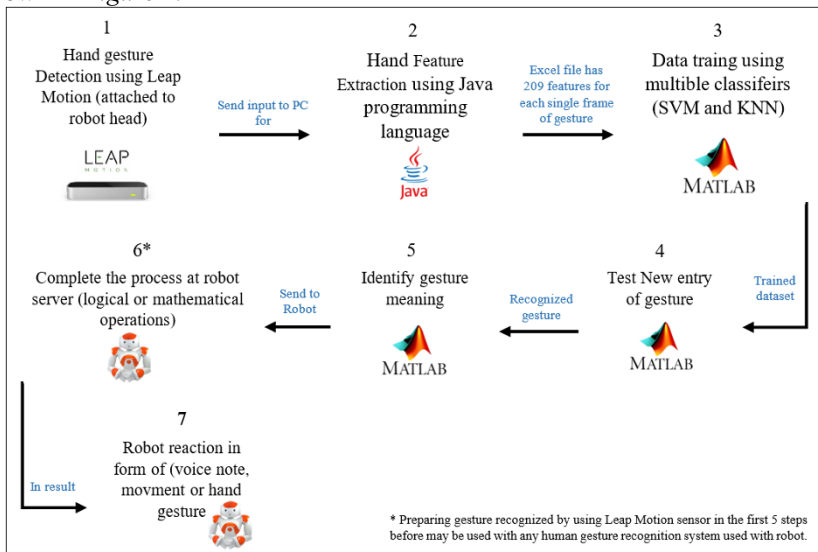 1
Hand gesture
Detection using Leap
Motion (attached to
robot head)
LEAP
MOTION
Send input to PC
for
2
Hand Feature
Extraction using Java
programming
language
Java
Excel file has
209 features for
each single frame
of gesture
3
Data traing using
multible classifeirs
(SVM and KNN)
MATLAB
Trained
dataset
4
Test New entry
of gesture
MATLAB
Recognized
gesture
5
Identify gesture
meaning
MATLAB
Send to
Robot
6*
Complete the process at robot
server (logical or mathematical
operations)
In result
7
Robot reaction in
form of (voice note,
movment or hand
gesture
* Preparing gesture recognized by using Leap Motion sensor in the first 5 steps
before may be used with any human gesture recognition system used with robot.